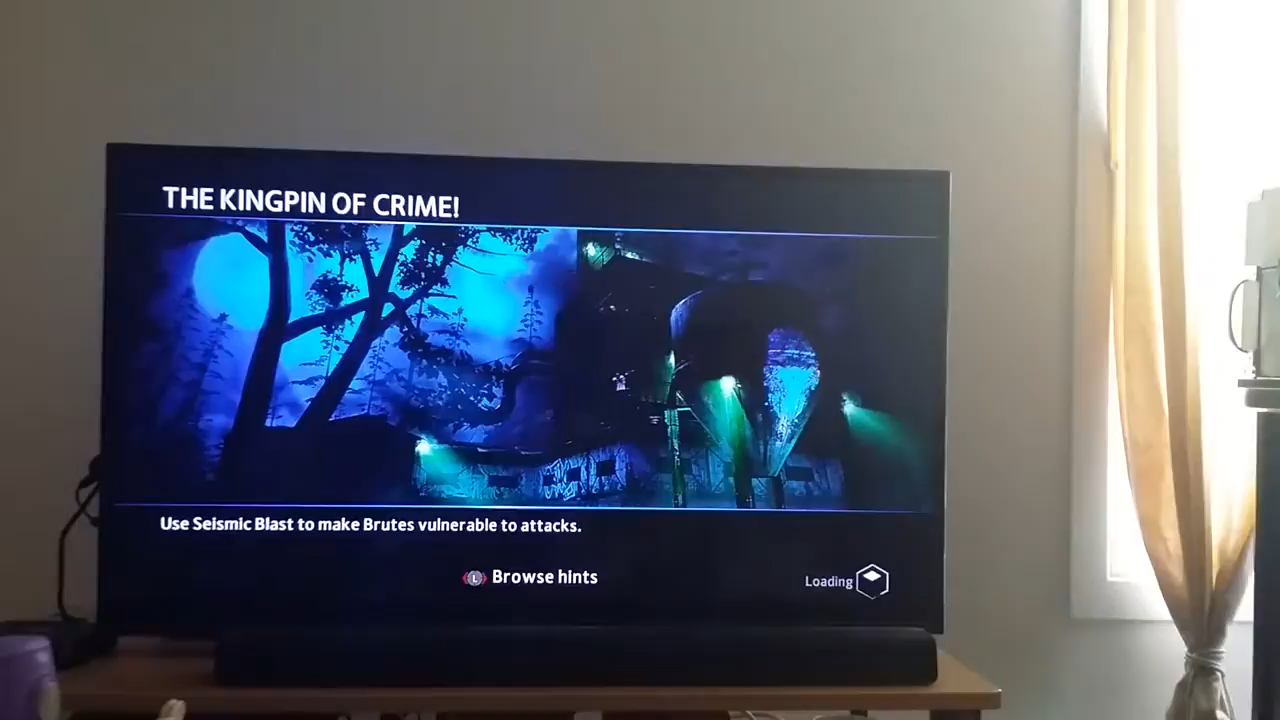 THE KINGPIN OF CRIME!
Use Seismic Blast to make Brutes vulnerable to attacks.
L Browse hints
Loading